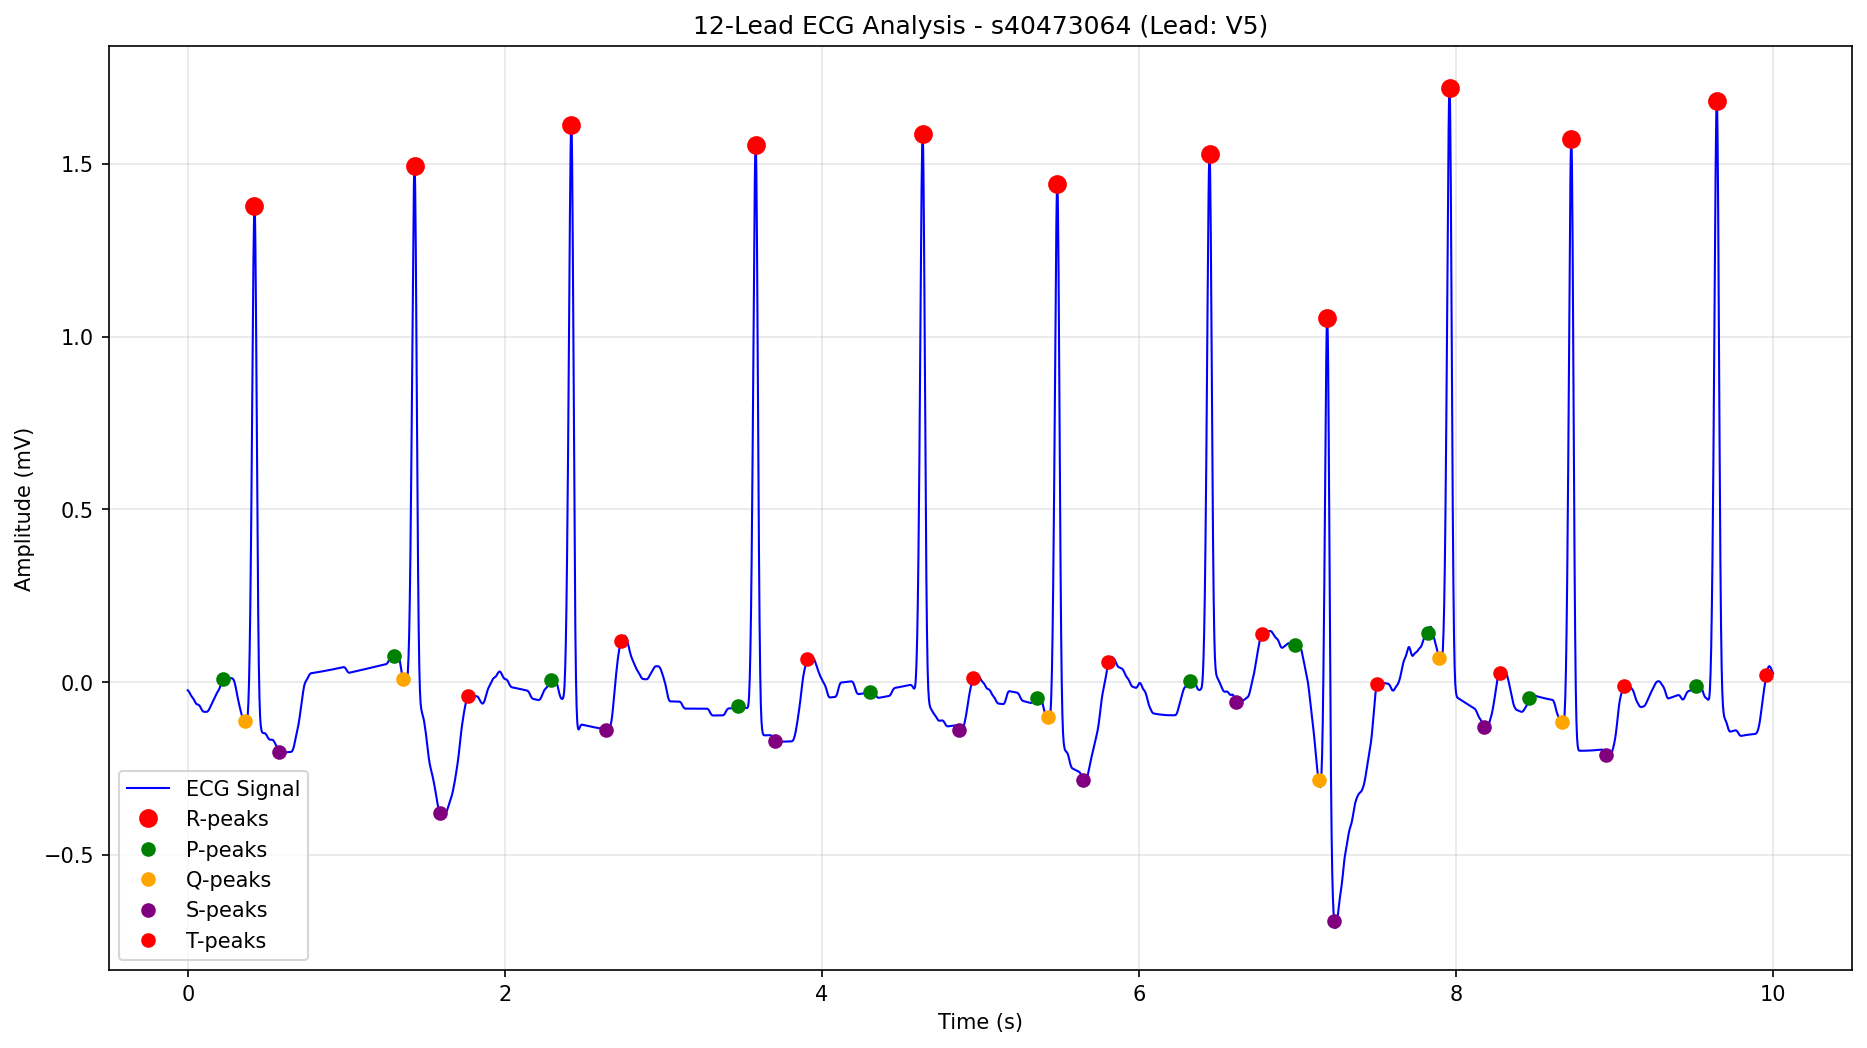 12-Lead ECG Analysis - s40473064 (Lead: V5)
Amplitude (mV)
1.5
1.0
0.5
0.0
−0.5
ECG Signal
R-peaks
P-peaks
Q-peaks
S-peaks
T-peaks
0 2 4 6 8 10
Time (s)